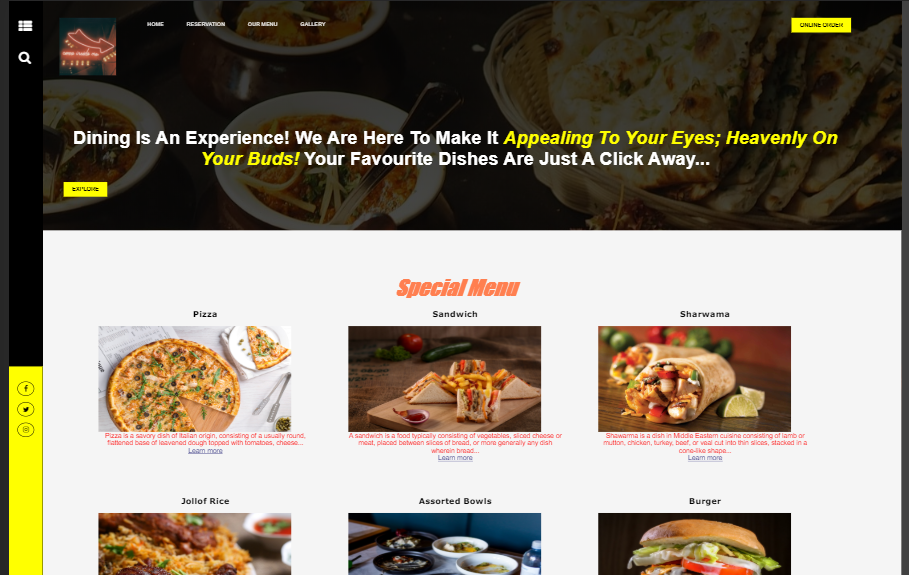 HOME RESERVATION OUR MENU GALLERY ONLINE ORDER
Dining Is An Experience! We Are Here To Make It Appealing To Your Eyes; Heavenly On
Your Buds! Your Favourite Dishes Are Just A Click Away...
EXPLORE
Special Menu
Pizza
Pizza is a savory dish of Italian origin, consisting of a usually round,
flattened base of leavened dough topped with tomatoes, cheese...
Learn more
Sandwich
A sandwich is a food typically consisting of vegetables, sliced cheese or
meat, placed between slices of bread, or more generally any dish
wherein bread...
Learn more
Sharwama
Shawarma is a dish in Middle Eastern cuisine consisting of lamb or
mutton, chicken, turkey, beef, or veal cut into thin slices, stacked in a
cone-like shape...
Learn more
Jollof Rice
Assorted Bowls
Burger